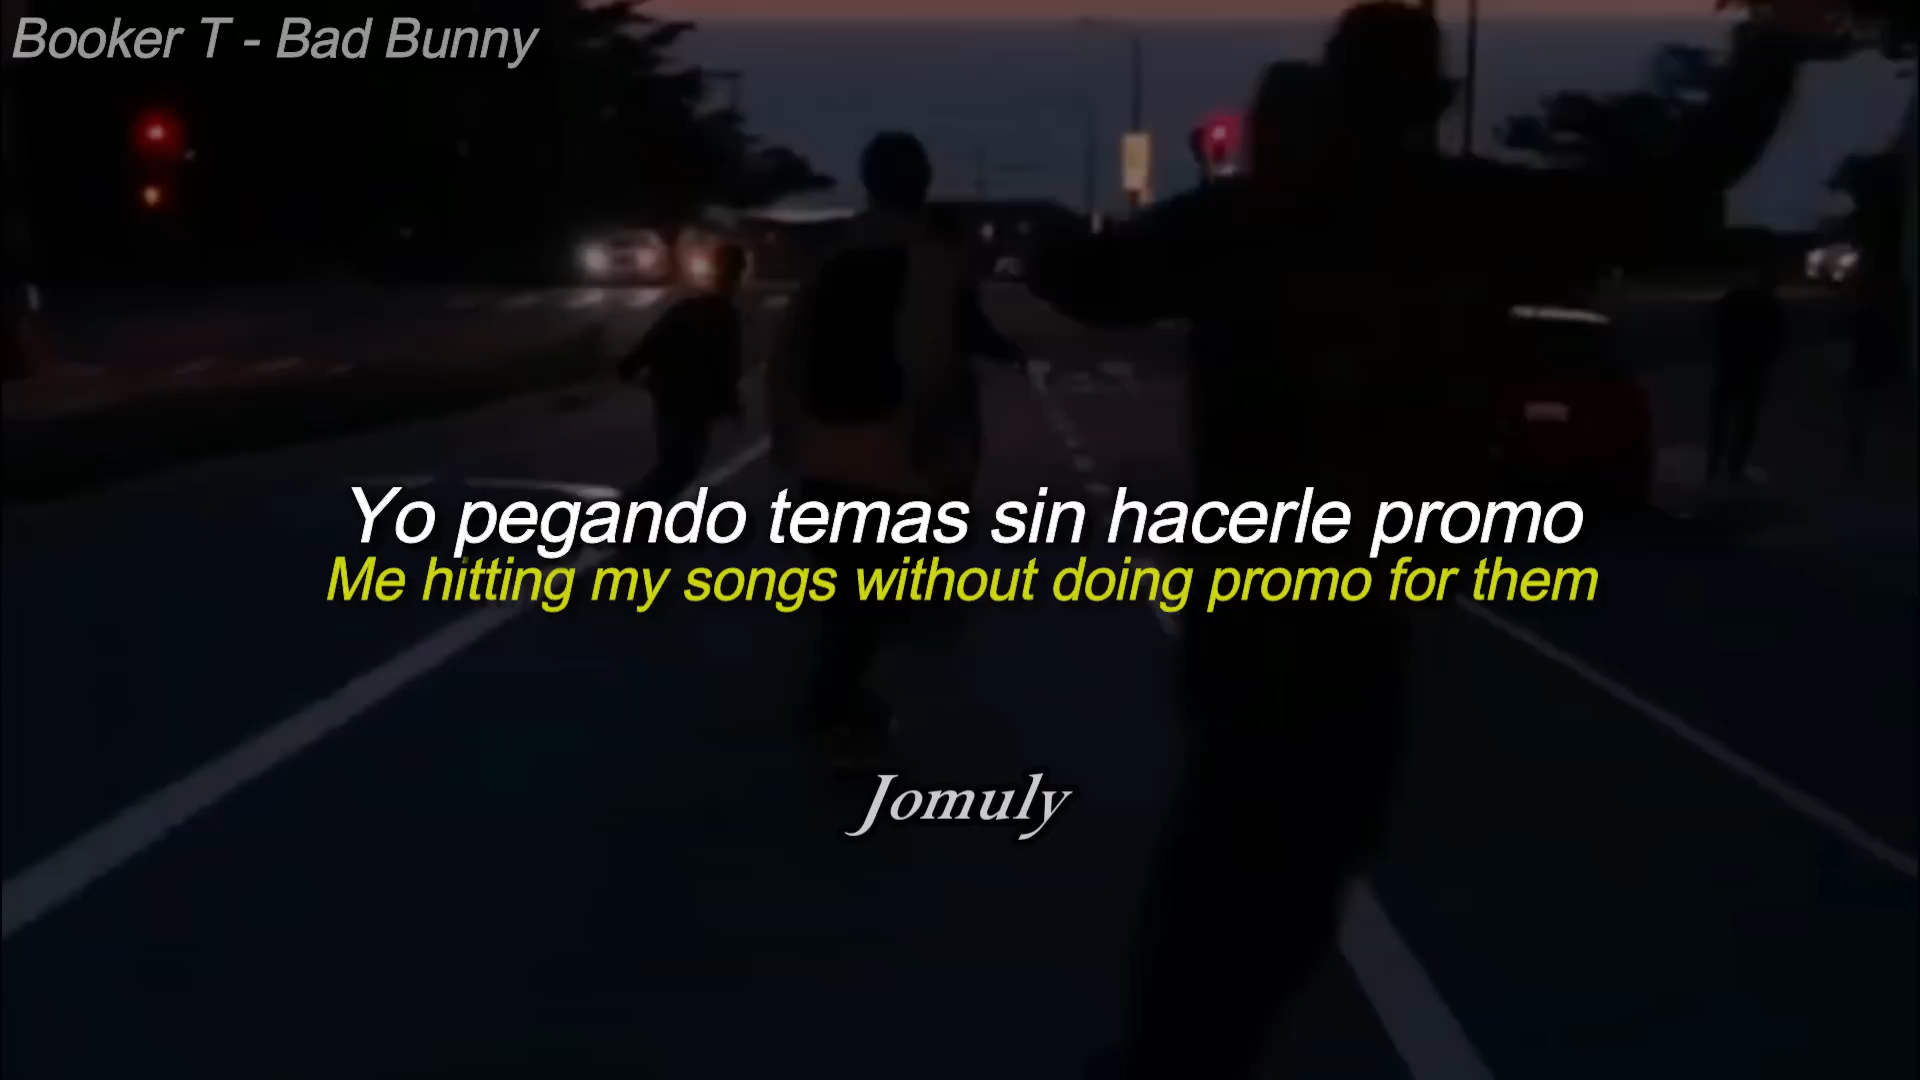 Booker T - Bad Bunny
Yo pegando temas sin hacerle promo
Me hitting my songs without doing promo for them
Jomuly